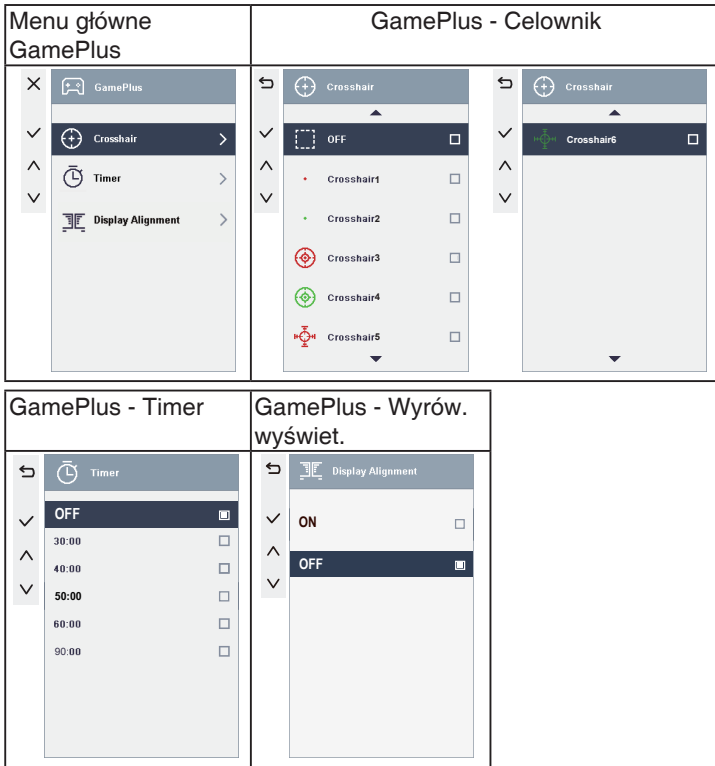 Menu główne
GamePlus
GamePlus - Celownik
GamePlus
Crosshair
Timer
Display Alignment
Crosshair
OFF
Crosshair1
Crosshair2
Crosshair3
Crosshair4
Crosshair5
Crosshair
Crosshair6
GamePlus - Timer
GamePlus - Wyrów.
wyświet.
Timer
OFF
30:00
40:00
50:00
60:00
90:00
Display Alignment
ON
OFF